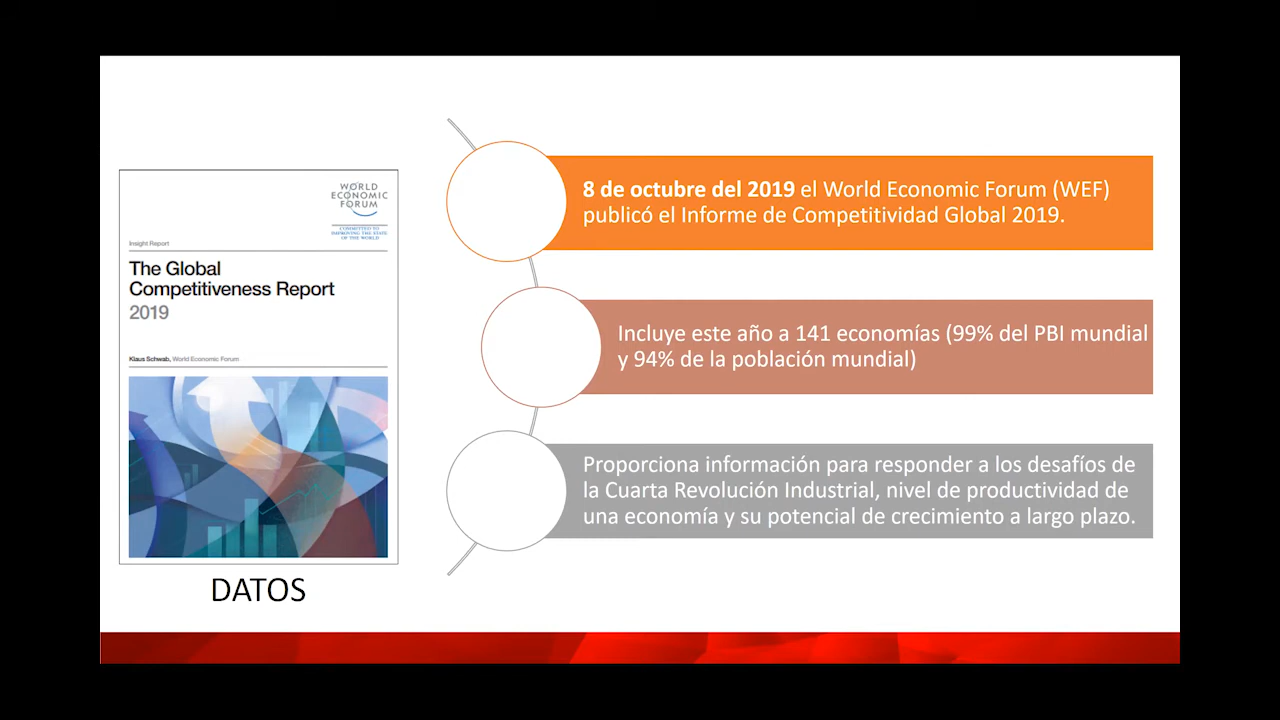 WORLD
ECONOMIC
FORUM
COMMITTED TO
IMPROVING THE STATE
OF THE WORLD
Insight Report
The Global
Competitiveness Report
2019
Klaus Schwab, World Economic Forum
DATOS
8 de octubre del 2019 el World Economic Forum (WEF)
publicó el Informe de Competitividad Global 2019.
Incluye este año a 141 economías (99% del PBI mundial
y 94% de la población mundial)
Proporciona información para responder a los desafíos de
la Cuarta Revolución Industrial, nivel de productividad de
una economía y su potencial de crecimiento a largo plazo.